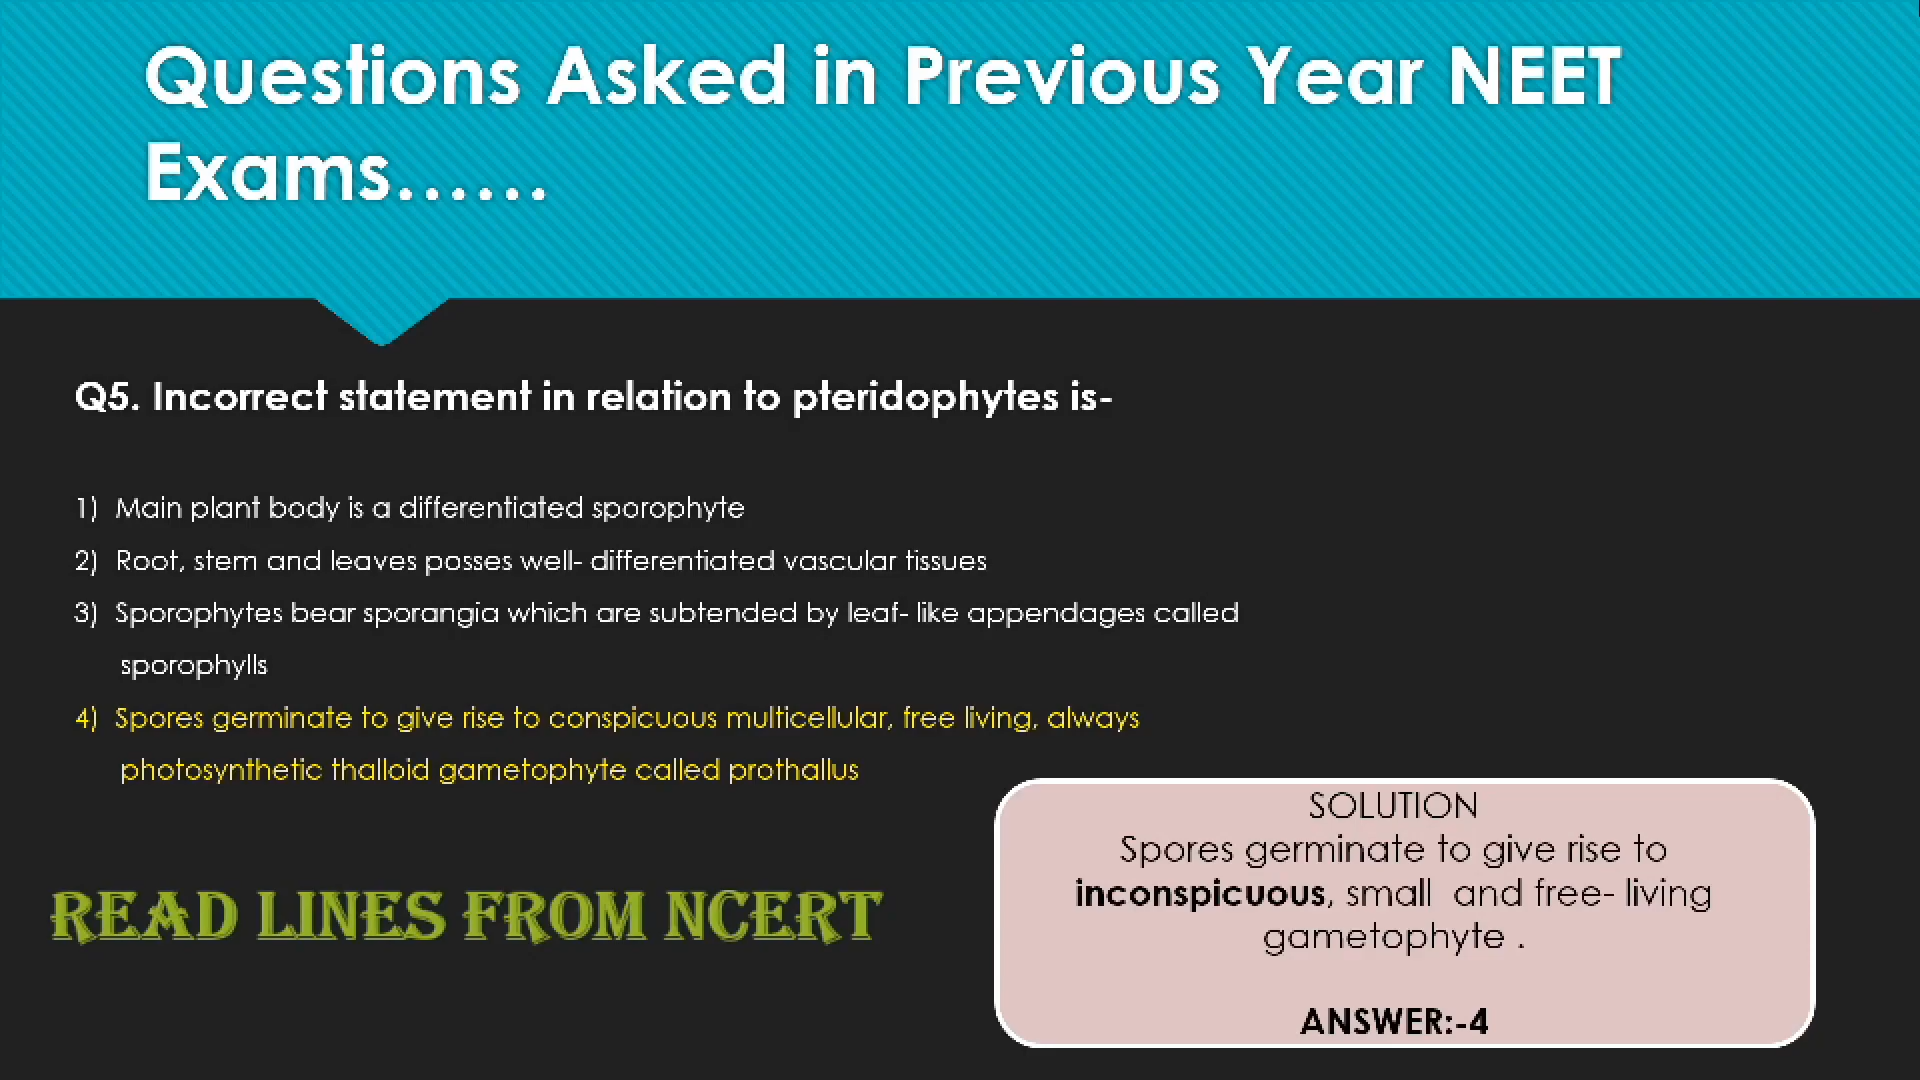 Questions Asked in Previous Year NEET
Exams......
Q5. Incorrect statement in relation to pteridophytes is-
1) Main plant body is a differentiated sporophyte
2) Root, stem and leaves posses well- differentiated vascular tissues
3) Sporophytes bear sporangia which are subtended by leaf- like appendages called
sporophylls
4) Spores germinate to give rise to conspicuous multicellular, free living, always
photosynthetic thalloid gametophyte called prothallus
SOLUTION
Spores germinate to give rise to
inconspicuous, small and free- living
gametophyte .
ANSWER:-4
READ LINES FROM NCERT